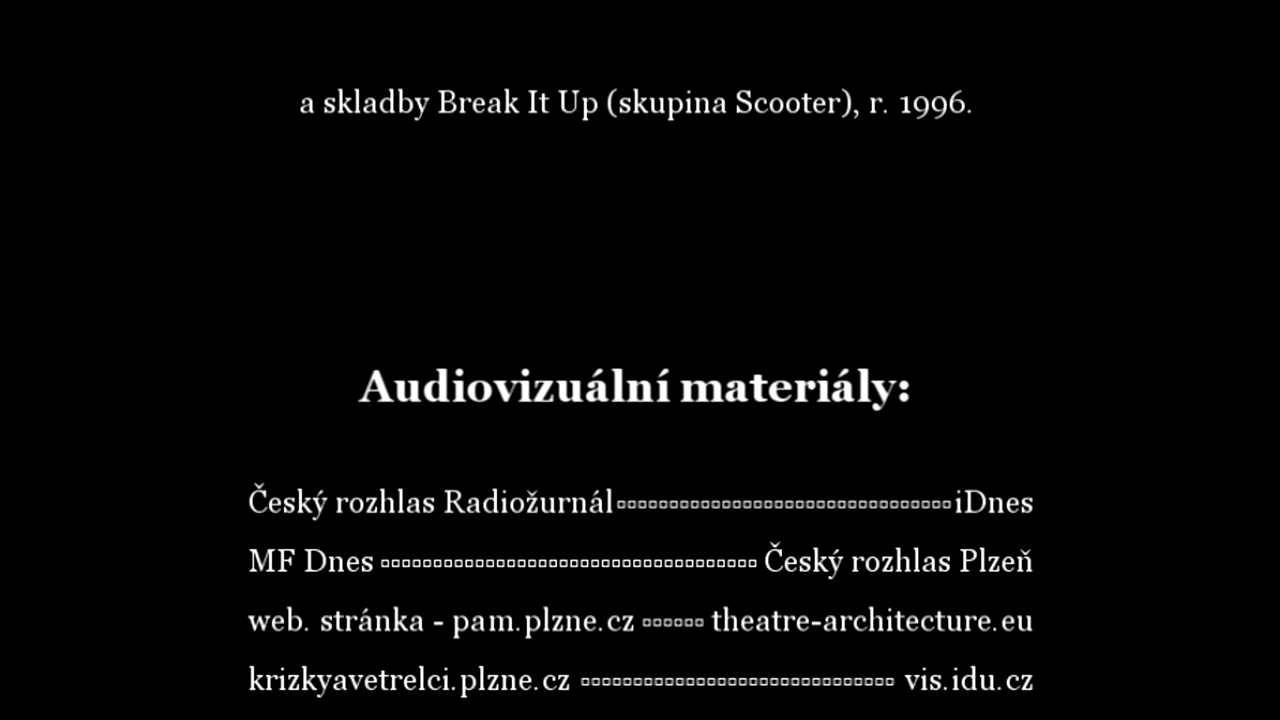 a skladby Break It Up (skupina Scooter), r. 1996.
Audiovizuální materiály:
Český rozhlas Radiožurnál▫▫▫▫▫▫▫▫▫▫▫▫▫▫▫▫▫▫▫▫▫▫▫▫▫▫▫▫▫▫▫▫iDnes
MF Dnes ▫▫▫▫▫▫▫▫▫▫▫▫▫▫▫▫▫▫▫▫▫▫▫▫▫▫▫▫▫▫▫▫▫▫▫▫ Český rozhlas Plzeň
web. stránka - pam.plzne.cz ▫▫▫▫▫▫ theatre-architecture.eu
krizkyavetrelci.plzne.cz ▫▫▫▫▫▫▫▫▫▫▫▫▫▫▫▫▫▫▫▫▫▫▫▫▫▫▫▫▫▫ vis.idu.cz